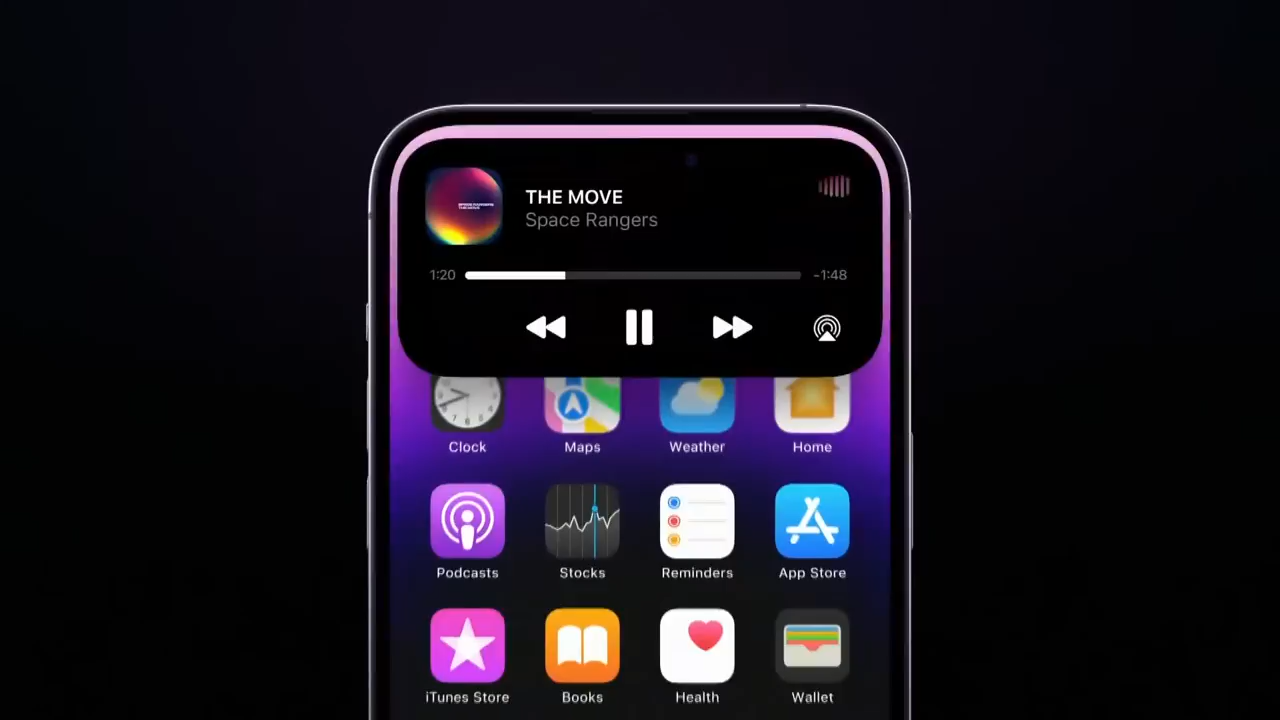 THE MOVE
Space Rangers
1:20
-1:48
Clock Maps Weather Home
Podcasts Stocks Reminders App Store
iTunes Store Books Health Wallet